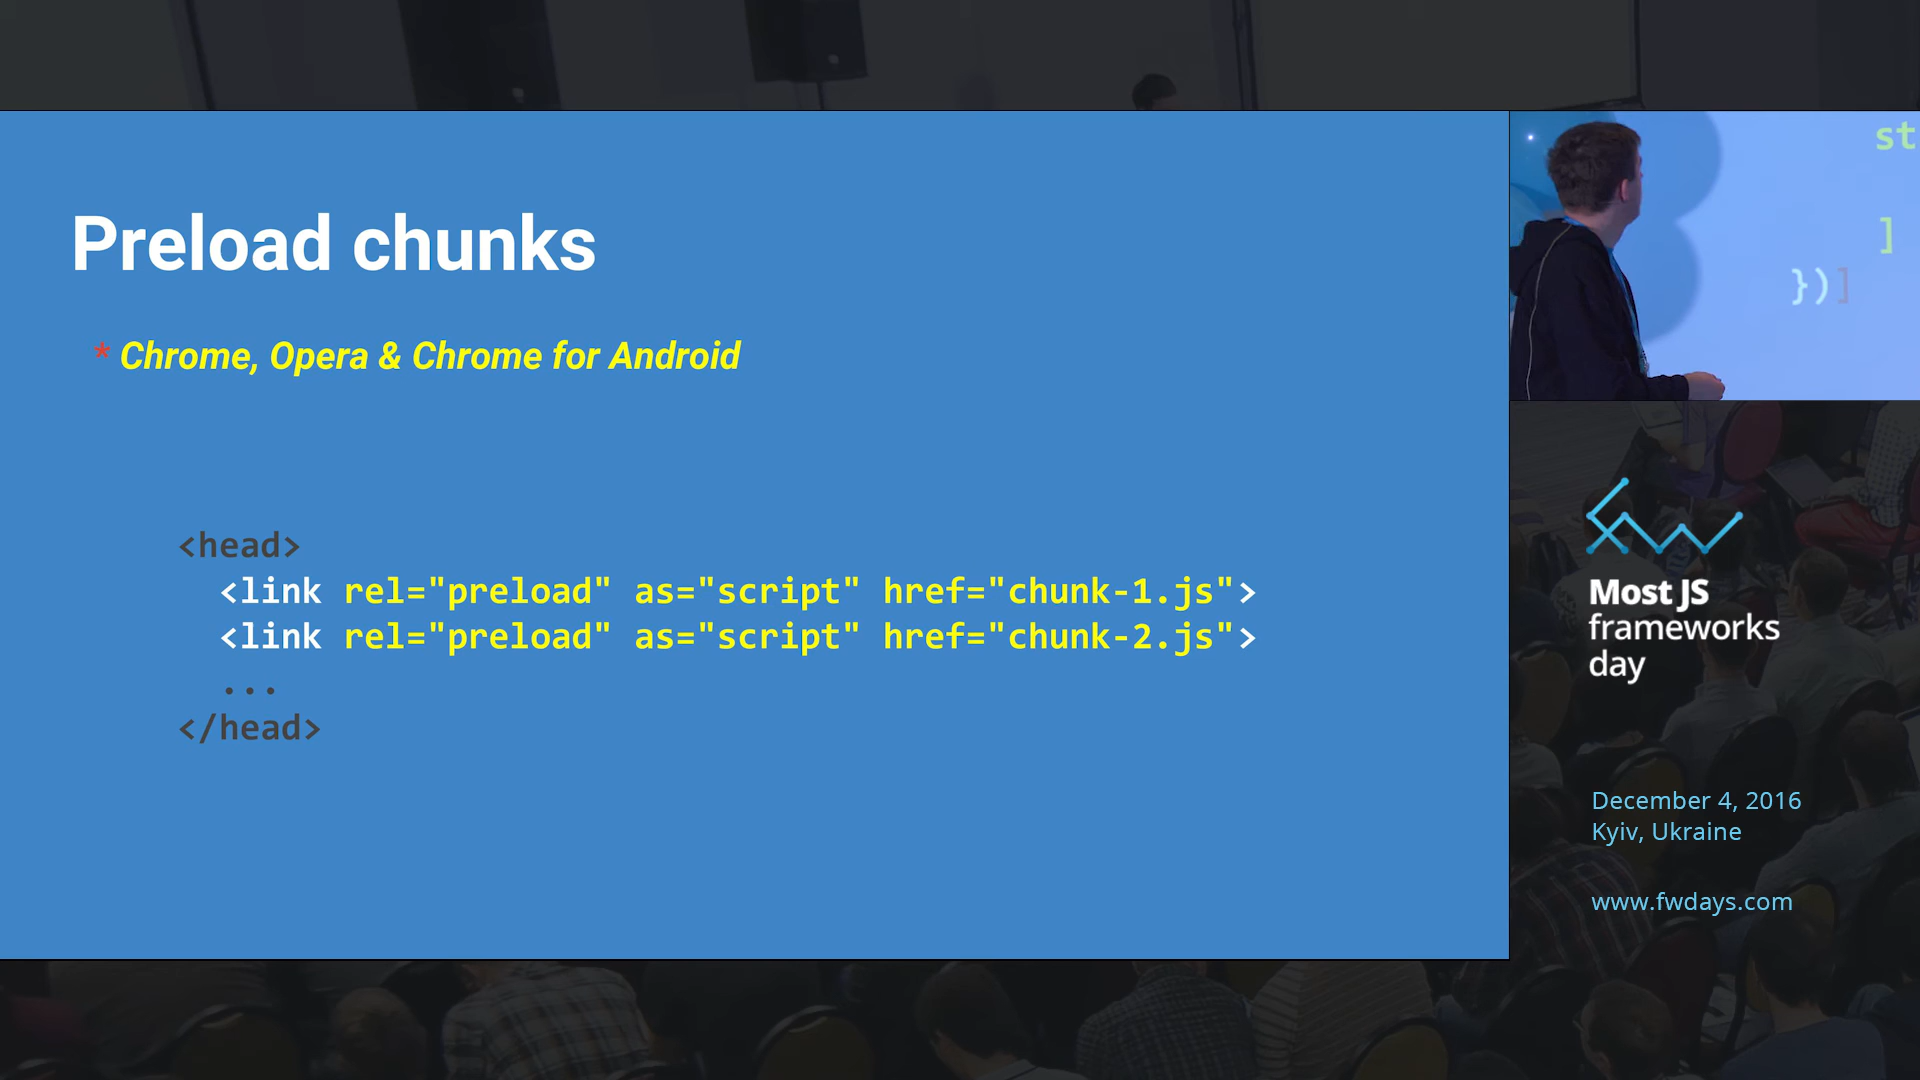 Preload chunks
* Chrome, Opera & Chrome for Android
<head>
<link rel="preload" as="script" href="chunk-1.js">
<link rel="preload" as="script" href="chunk-2.js">
...
</head>
st
]
})]
Most JS
frameworks
day
December 4, 2016
Kyiv, Ukraine
www.fwdays.com